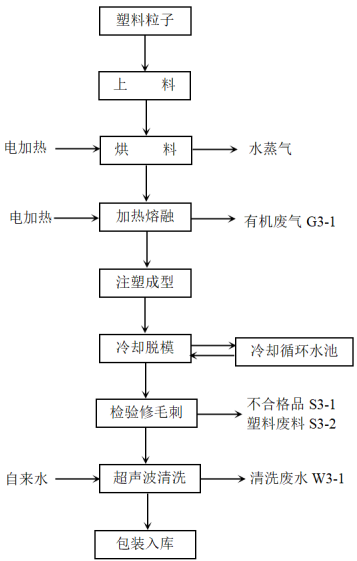 塑料粒子
上 料
电加热
烘 料
水蒸气
电加热
加热熔融
有机废气 G3-1
注塑成型
冷却脱模
冷却循环水池
检验修毛刺
不合格品 S3-1
塑料废料 S3-2
自来水
超声波清洗
清洗废水 W3-1
包装入库